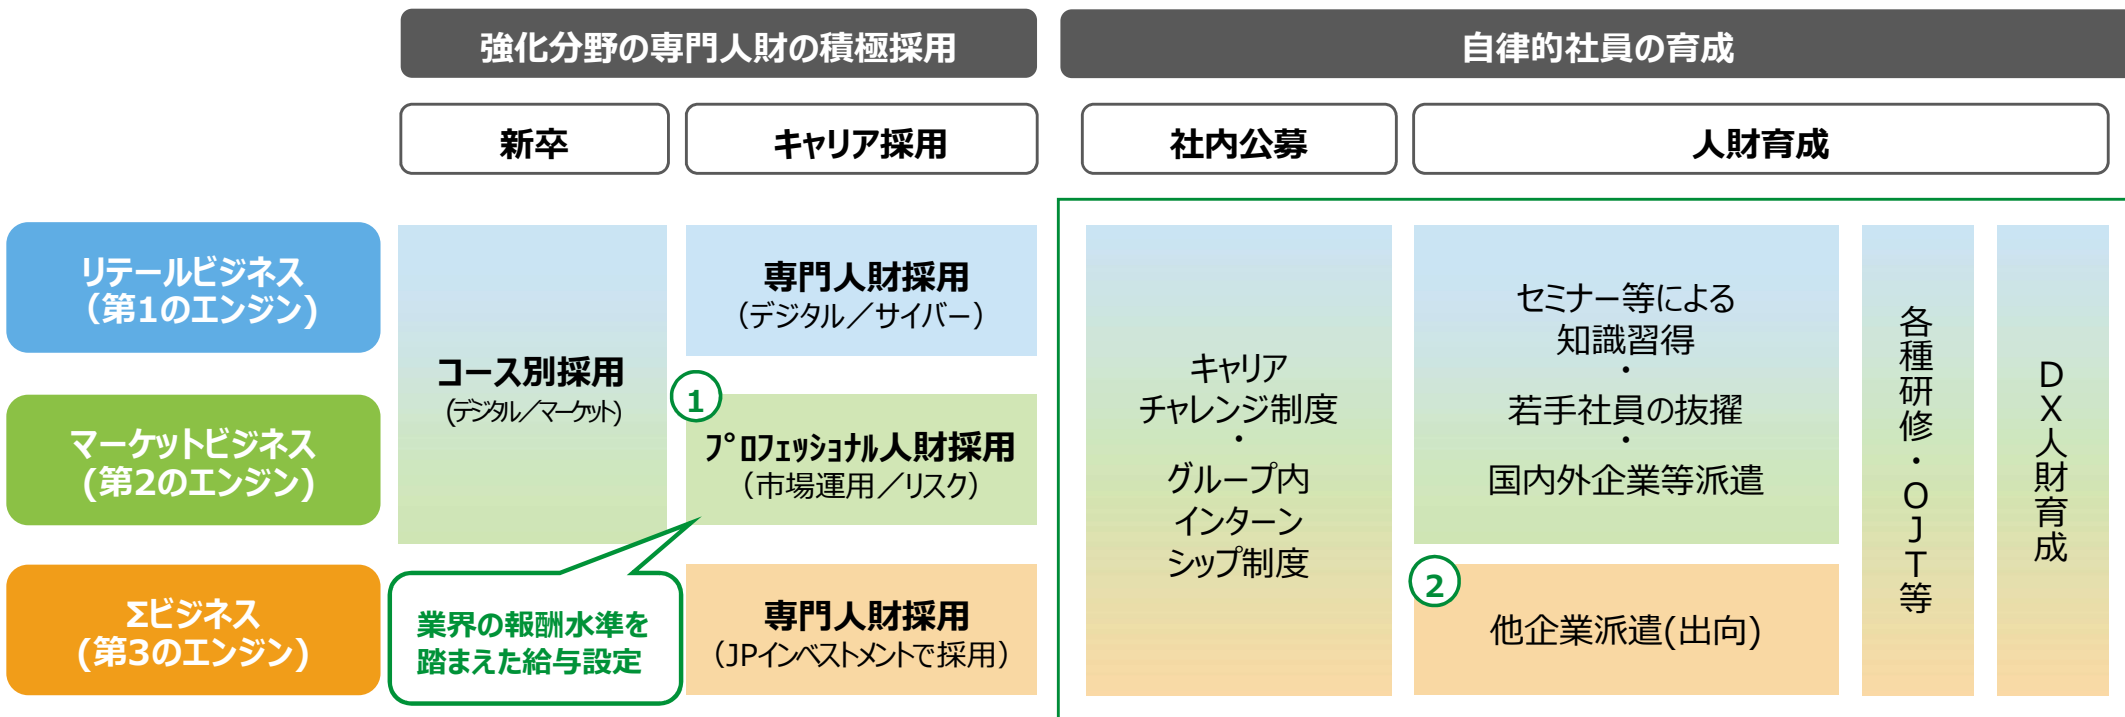 強化分野の専門人財の積極採用
自律的社員の育成
新卒
キャリア採用
社内公募
人財育成
リテールビジネス
（第1のエンジン)
マーケットビジネス
(第2のエンジン)
Σビジネス
(第3のエンジン)
コース別採用
(デジタル／マーケット)
専門人財採用
（デジタル／サイバー）
1
プロフェッショナル人財採用
（市場運用／リスク）
業界の報酬水準を
踏まえた給与設定
専門人財採用
（JPインベストメントで採用）
キャリア
チャレンジ制度
・
グループ内
インターン
シップ制度
セミナー等による
知識習得
・
若手社員の抜擢
・
国内外企業等派遣
2
他企業派遣(出向)
各種研修・OJT等
DX人財育成